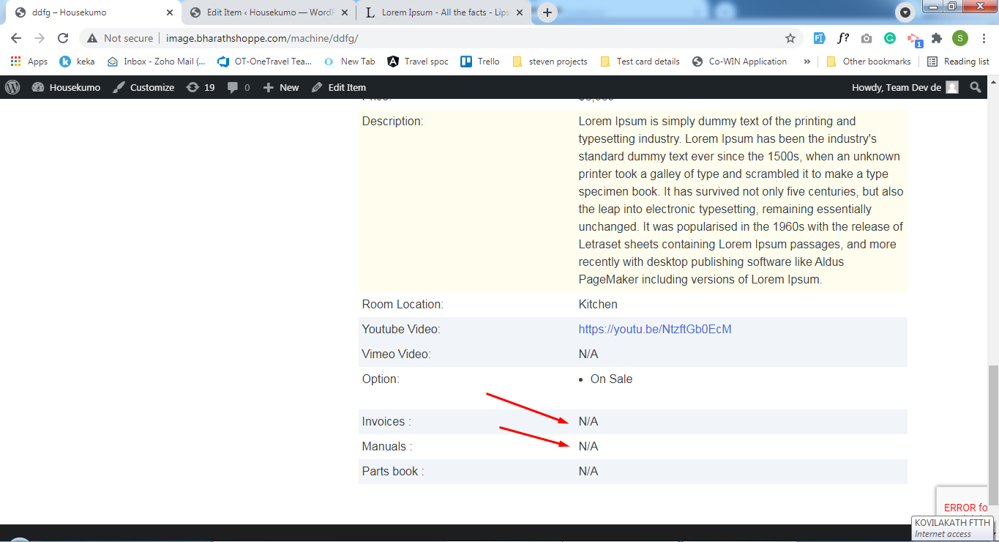 ddfg – Housekumo
Edit Item ‹ Housekumo — WordP
Lorem Ipsum - All the facts - Lips
Not secure
image.bharathshoppe.com/machine/ddfg/
f?
1
S
Apps
keka
Inbox - Zoho Mail (...
OT-OneTravel Tea...
New Tab
Travel spoc
Trello
steven projects
Test card details
Co-WIN Application
»
Other bookmarks
Reading list
Housekumo
Customize
19
0
New
Edit Item
Howdy, Team Dev de
Description:
Lorem Ipsum is simply dummy text of the printing and
typesetting industry. Lorem Ipsum has been the industry's
standard dummy text ever since the 1500s, when an unknown
printer took a galley of type and scrambled it to make a type
specimen book. It has survived not only five centuries, but also
the leap into electronic typesetting, remaining essentially
unchanged. It was popularised in the 1960s with the release of
Letraset sheets containing Lorem Ipsum passages, and more
recently with desktop publishing software like Aldus
PageMaker including versions of Lorem Ipsum.
Room Location: Kitchen
Youtube Video: https://youtu.be/NtzftGb0EcM
Vimeo Video: N/A
Option: • On Sale
Invoices : N/A
Manuals : N/A
Parts book : N/A
ERROR fo
KOVILAKATH FTTH
Internet access